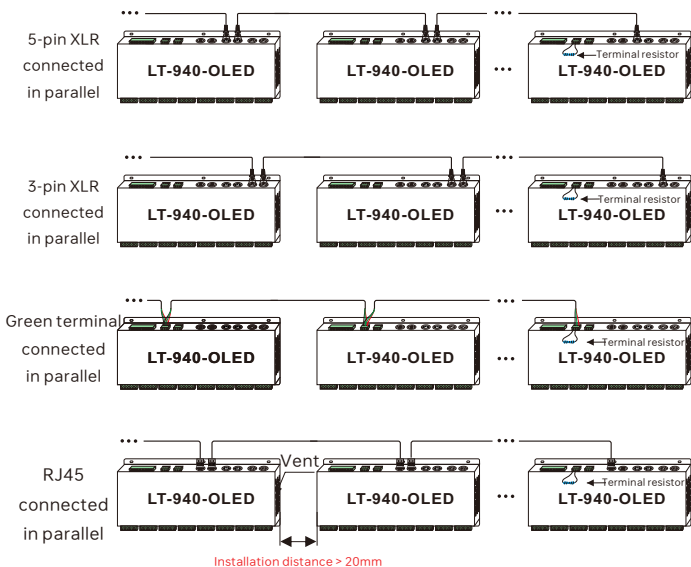 5-pin XLR
connected
in parallel
LT-940-OLED
LT-940-OLED
...
Terminal resistor
LT-940-OLED
3-pin XLR
connected
in parallel
LT-940-OLED
LT-940-OLED
...
Terminal resistor
LT-940-OLED
Green terminal
connected
in parallel
LT-940-OLED
LT-940-OLED
...
Terminal resistor
LT-940-OLED
RJ45
connected
in parallel
LT-940-OLED
Vent
LT-940-OLED
...
Terminal resistor
LT-940-OLED
Installation distance > 20mm